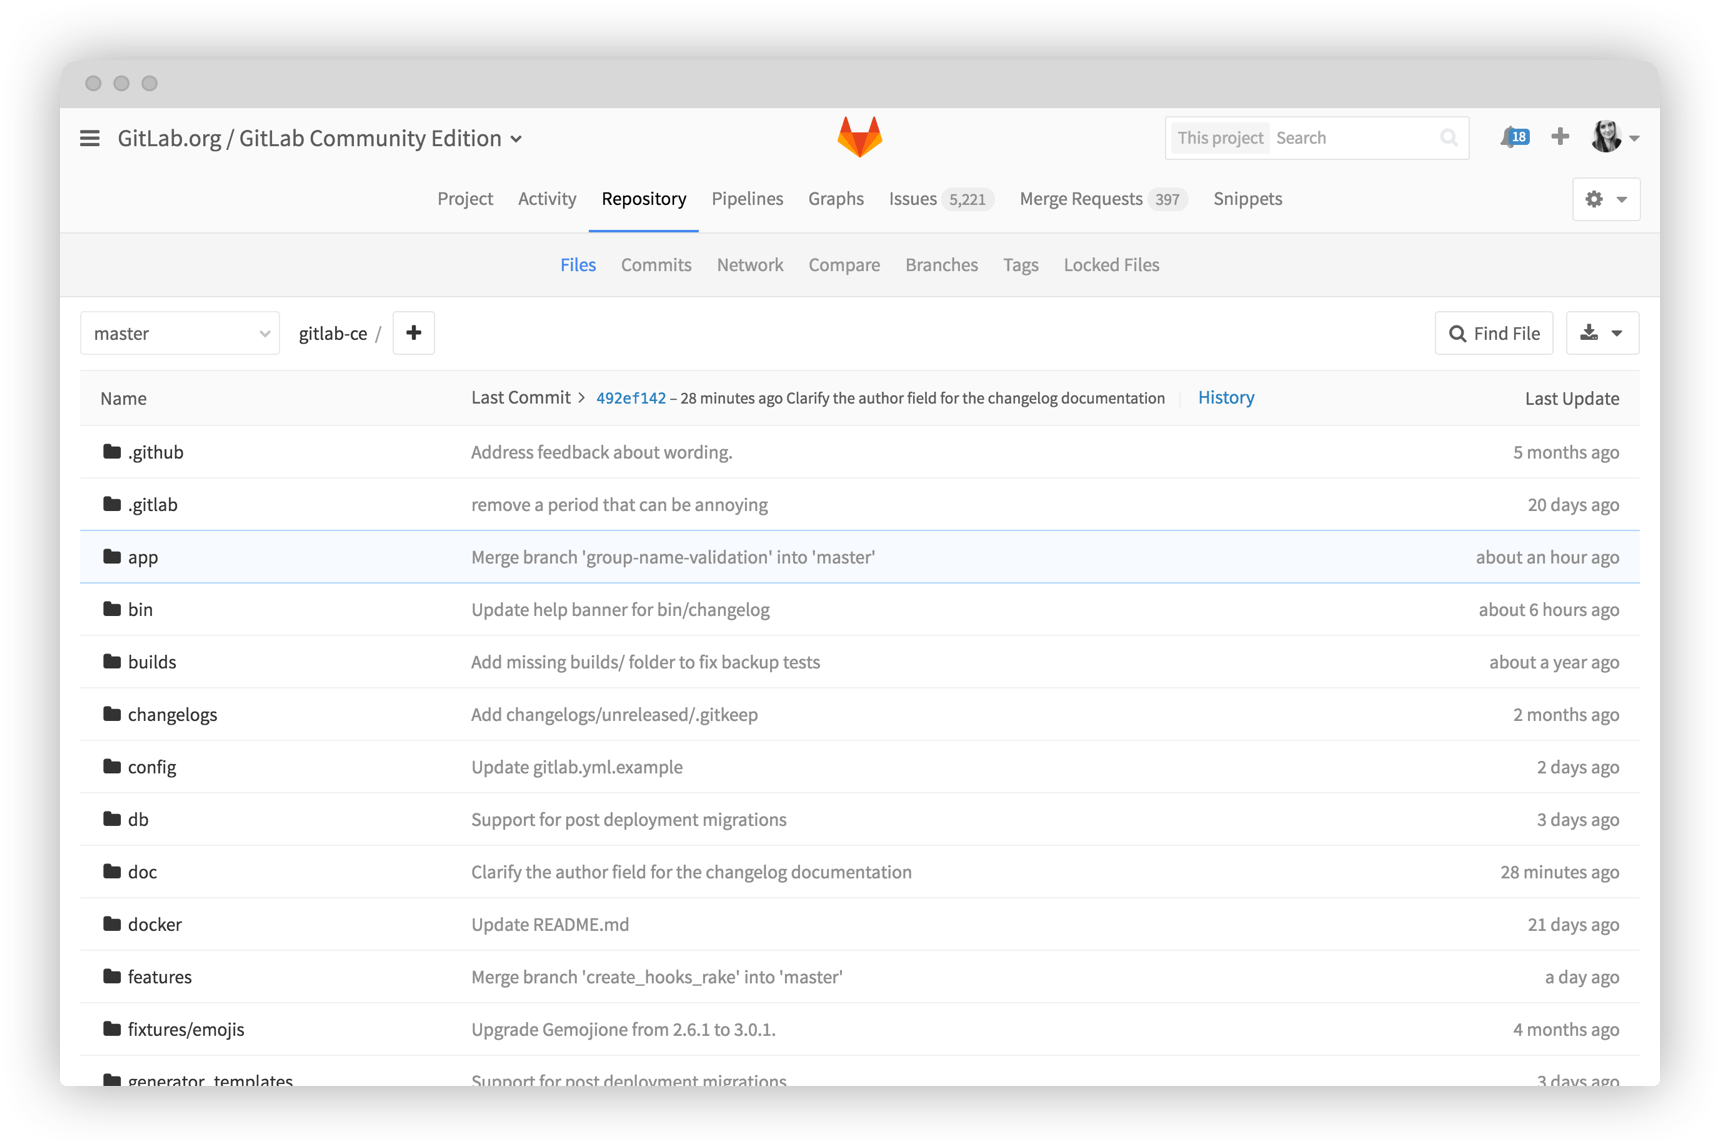 GitLab.org / GitLab Community Edition
This project Search
18
Project Activity Repository Pipelines Graphs Issues 5,221 Merge Requests 397 Snippets
Files Commits Network Compare Branches Tags Locked Files
master gitlab-ce / Find File
Name Last Commit > 492ef142 – 28 minutes ago Clarify the author field for the changelog documentation History Last Update
.github Address feedback about wording. 5 months ago
.gitlab remove a period that can be annoying 20 days ago
app Merge branch 'group-name-validation' into 'master' about an hour ago
bin Update help banner for bin/changelog about 6 hours ago
builds Add missing builds/ folder to fix backup tests about a year ago
changelogs Add changelogs/unreleased/.gitkeep 2 months ago
config Update gitlab.yml.example 2 days ago
db Support for post deployment migrations 3 days ago
doc Clarify the author field for the changelog documentation 28 minutes ago
docker Update README.md 21 days ago
features Merge branch 'create_hooks_rake' into 'master' a day ago
fixtures/emojis Upgrade Gemojione from 2.6.1 to 3.0.1. 4 months ago
generator_templates Support for post deployment migrations 3 days ago